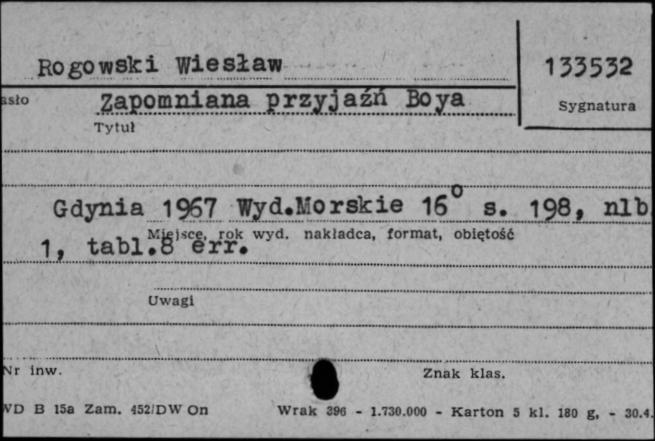 Rogowski Wiesław
133532
asło
Zapomniana przyjaźń Boya
Sygnatura
Tytuł
Gdynia 1967 Wyd.Morskie 16° s. 198, nlb
Miejsce, rok wyd. nakładca, format, objętość
1, tabl.8 err.
Uwagi
Nr inw.
Znak klas.
WD B 15a Zam. 452/DW On
Wrak 396 - 1.730.000 - Karton 5 kl. 180 g, - 30.4.